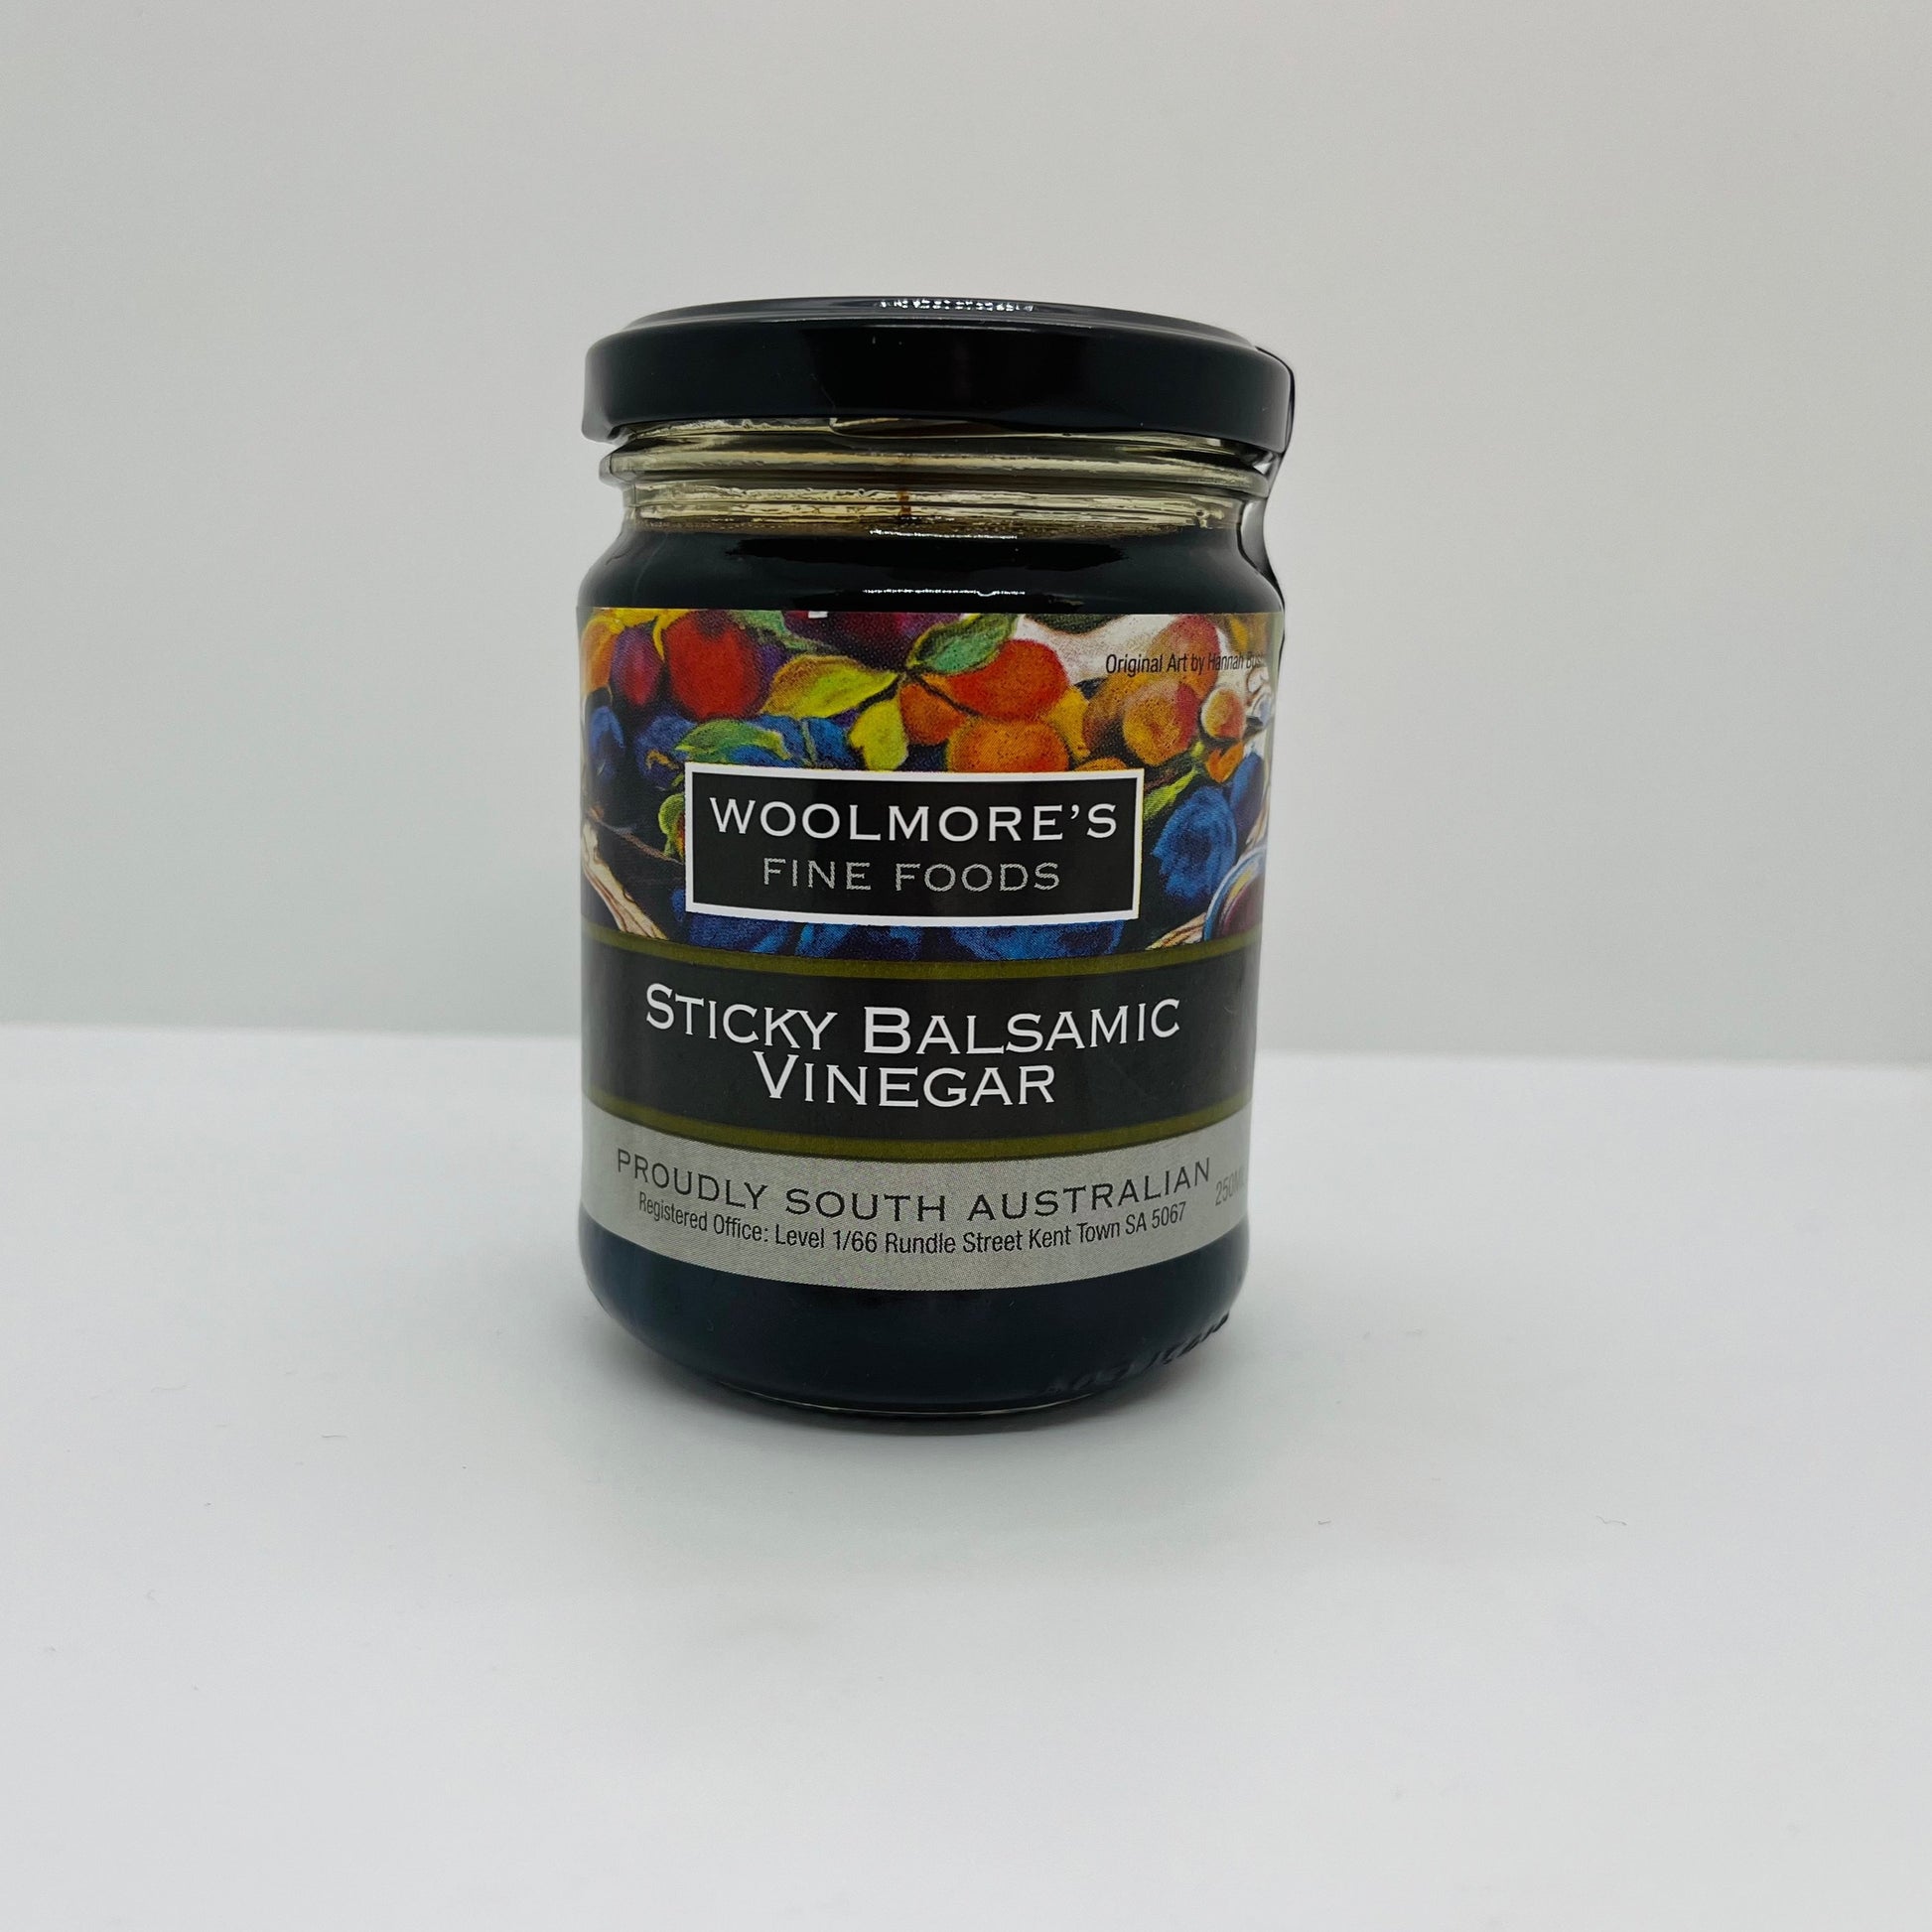 Original Art by Hannah
WOOLMORE'S
FINE FOODS
STICKY BALSAMIC
VINEGAR
PROUDLY SOUTH AUSTRALIAN
Registered Office: Level 1/66 Rundle Street Kent Town SA 5067